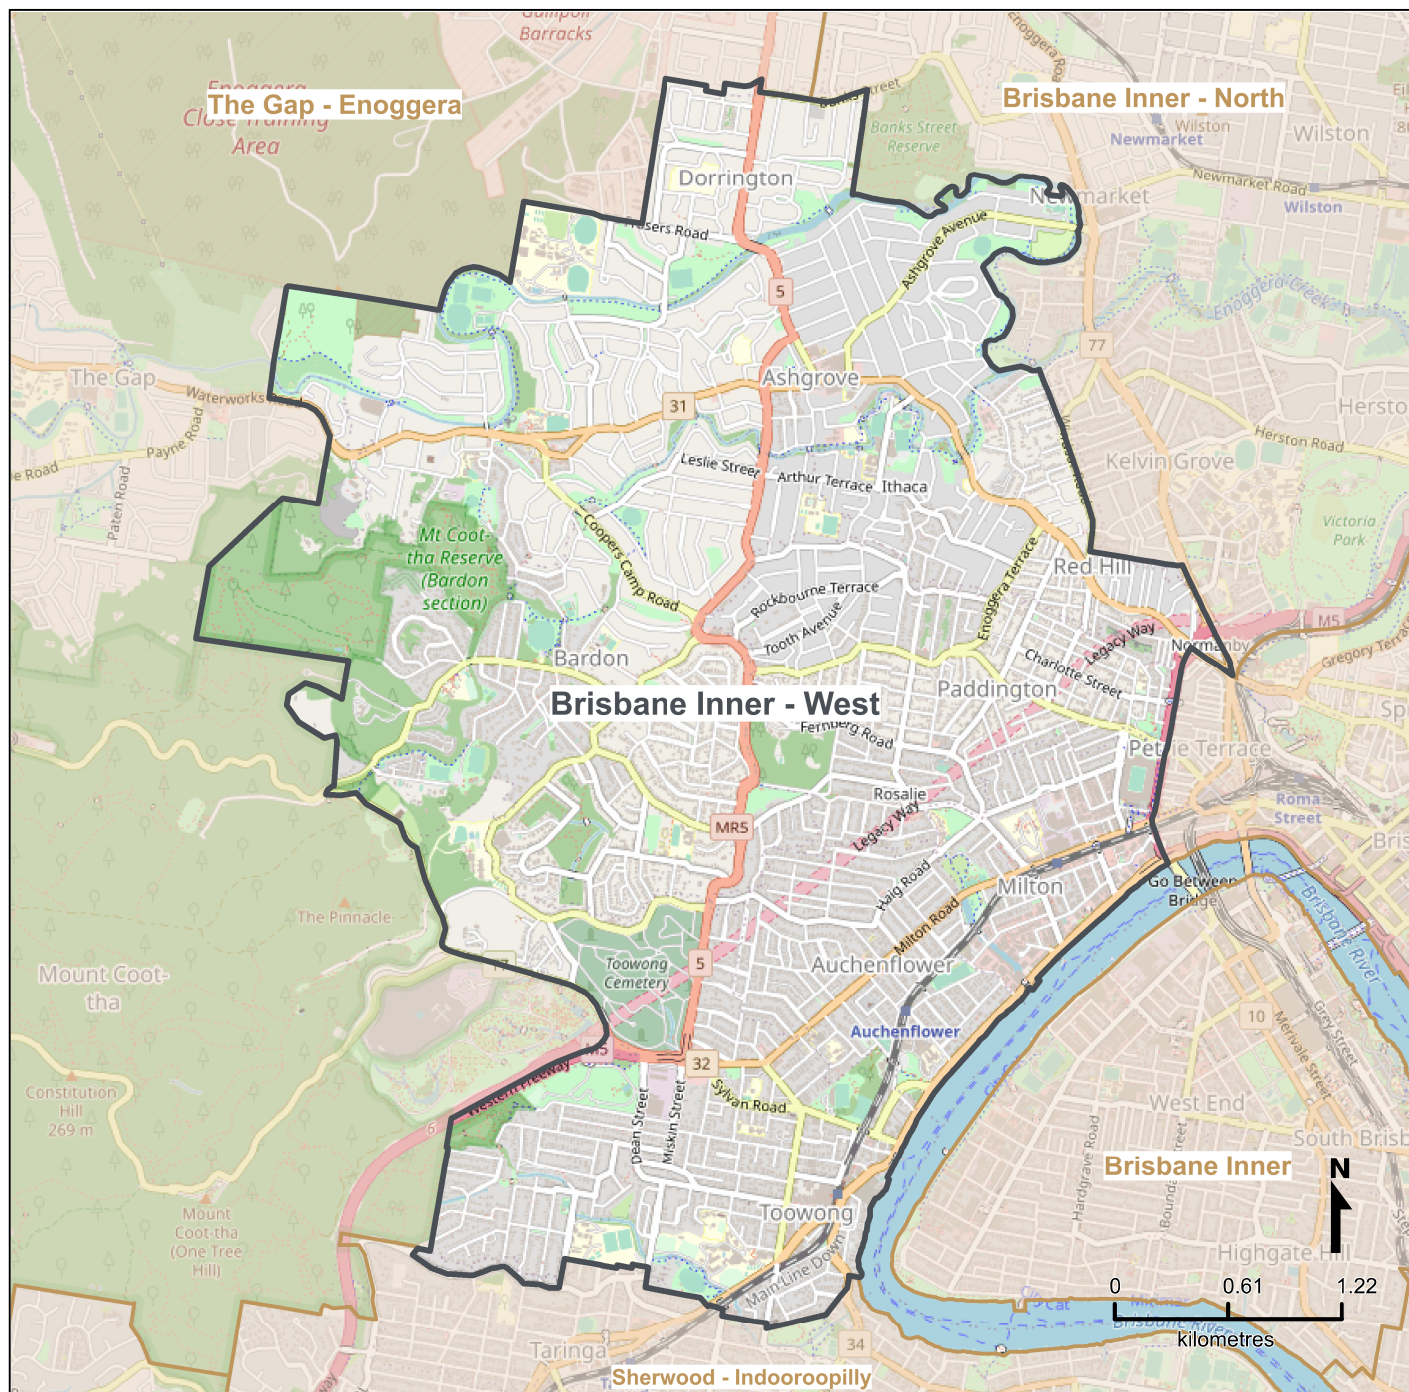 Gallipoli
Barracks
Enoggera Road
Enoggera
Close Training
Area
The Gap - Enoggera
Banks Street
Brisbane Inner - North
Banks Street
Reserve
Newmarket
Wilston
Wilston
Newmarket
Newmarket Road
Wilston
Dorrington
Frasers Road
Ashgrove Avenue
5
Enoggera Creek
77
The Gap
Waterworks Road
Ashgrove
31
Herston
Payne Road
Paten Road
Leslie Street
Arthur Terrace
Ithaca
Kelvin Grove
Herston Road
Mt Coot-
tha Reserve
(Bardon
section)
Coopers Camp Road
Enoggera Terrace
Red Hill
Victoria
Park
Rockbourne Terrace
Tooth Avenue
Legacy Way
M5
Normanby
Gregory Terrace
Bardon
Charlotte Street
Paddington
Brisbane Inner - West
Fernberg Road
Petrie Terrace
Rosalie
Roma
Street
MR5
Legacy Way
Haig Road
Milton
Go Between
Bridge
Brisbane River
The Pinnacle
Milton Road
Mount Coot-
tha
77
5
Toowong
Cemetery
Auchenflower
Auchenflower
10
Merivale Street
Grey Street
M5
32
Western Freeway
Constitution
Hill
269 m
6
Dean Street
Miskin Street
Sylvan Road
West End
Hardgrave Road
South Brisb
Brisbane Inner
N
Mount
Coot-tha
(One Tree
Hill)
Toowong
Main Line Down
Highgate Hill
0 0.61 1.22
CityCat
Brisbane River
kilometres
Taringa
34
Sherwood - Indooroopilly